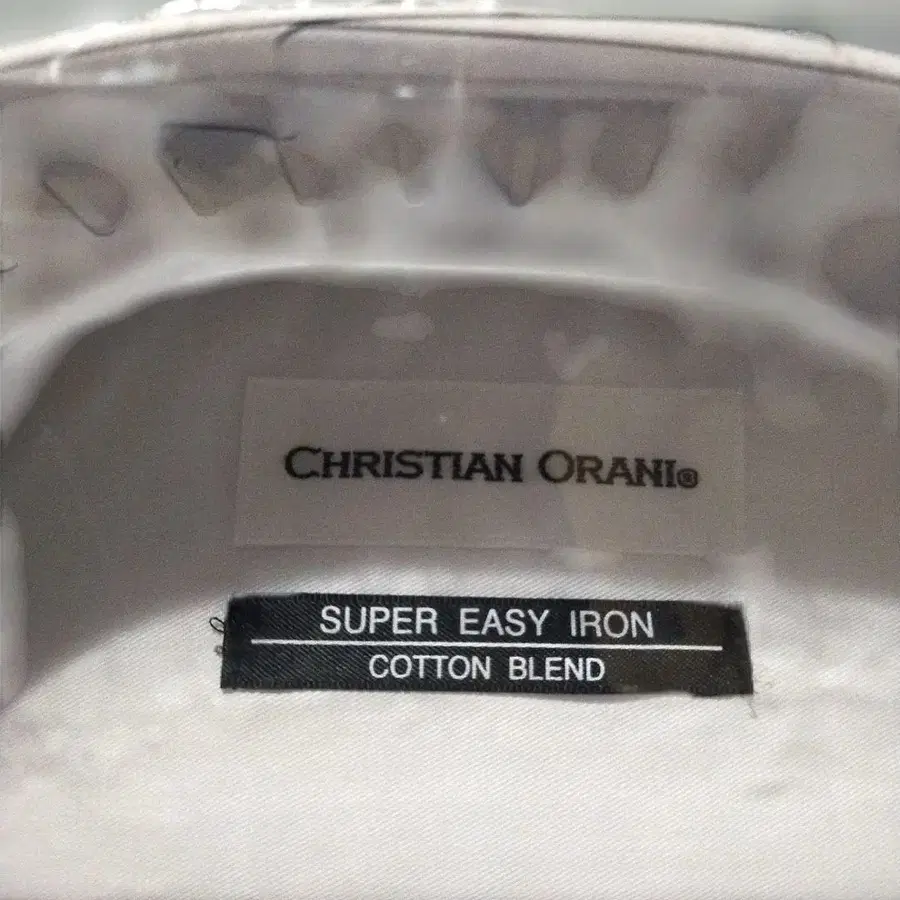 CHRISTIAN ORANI®
SUPER EASY IRON
COTTON BLEND